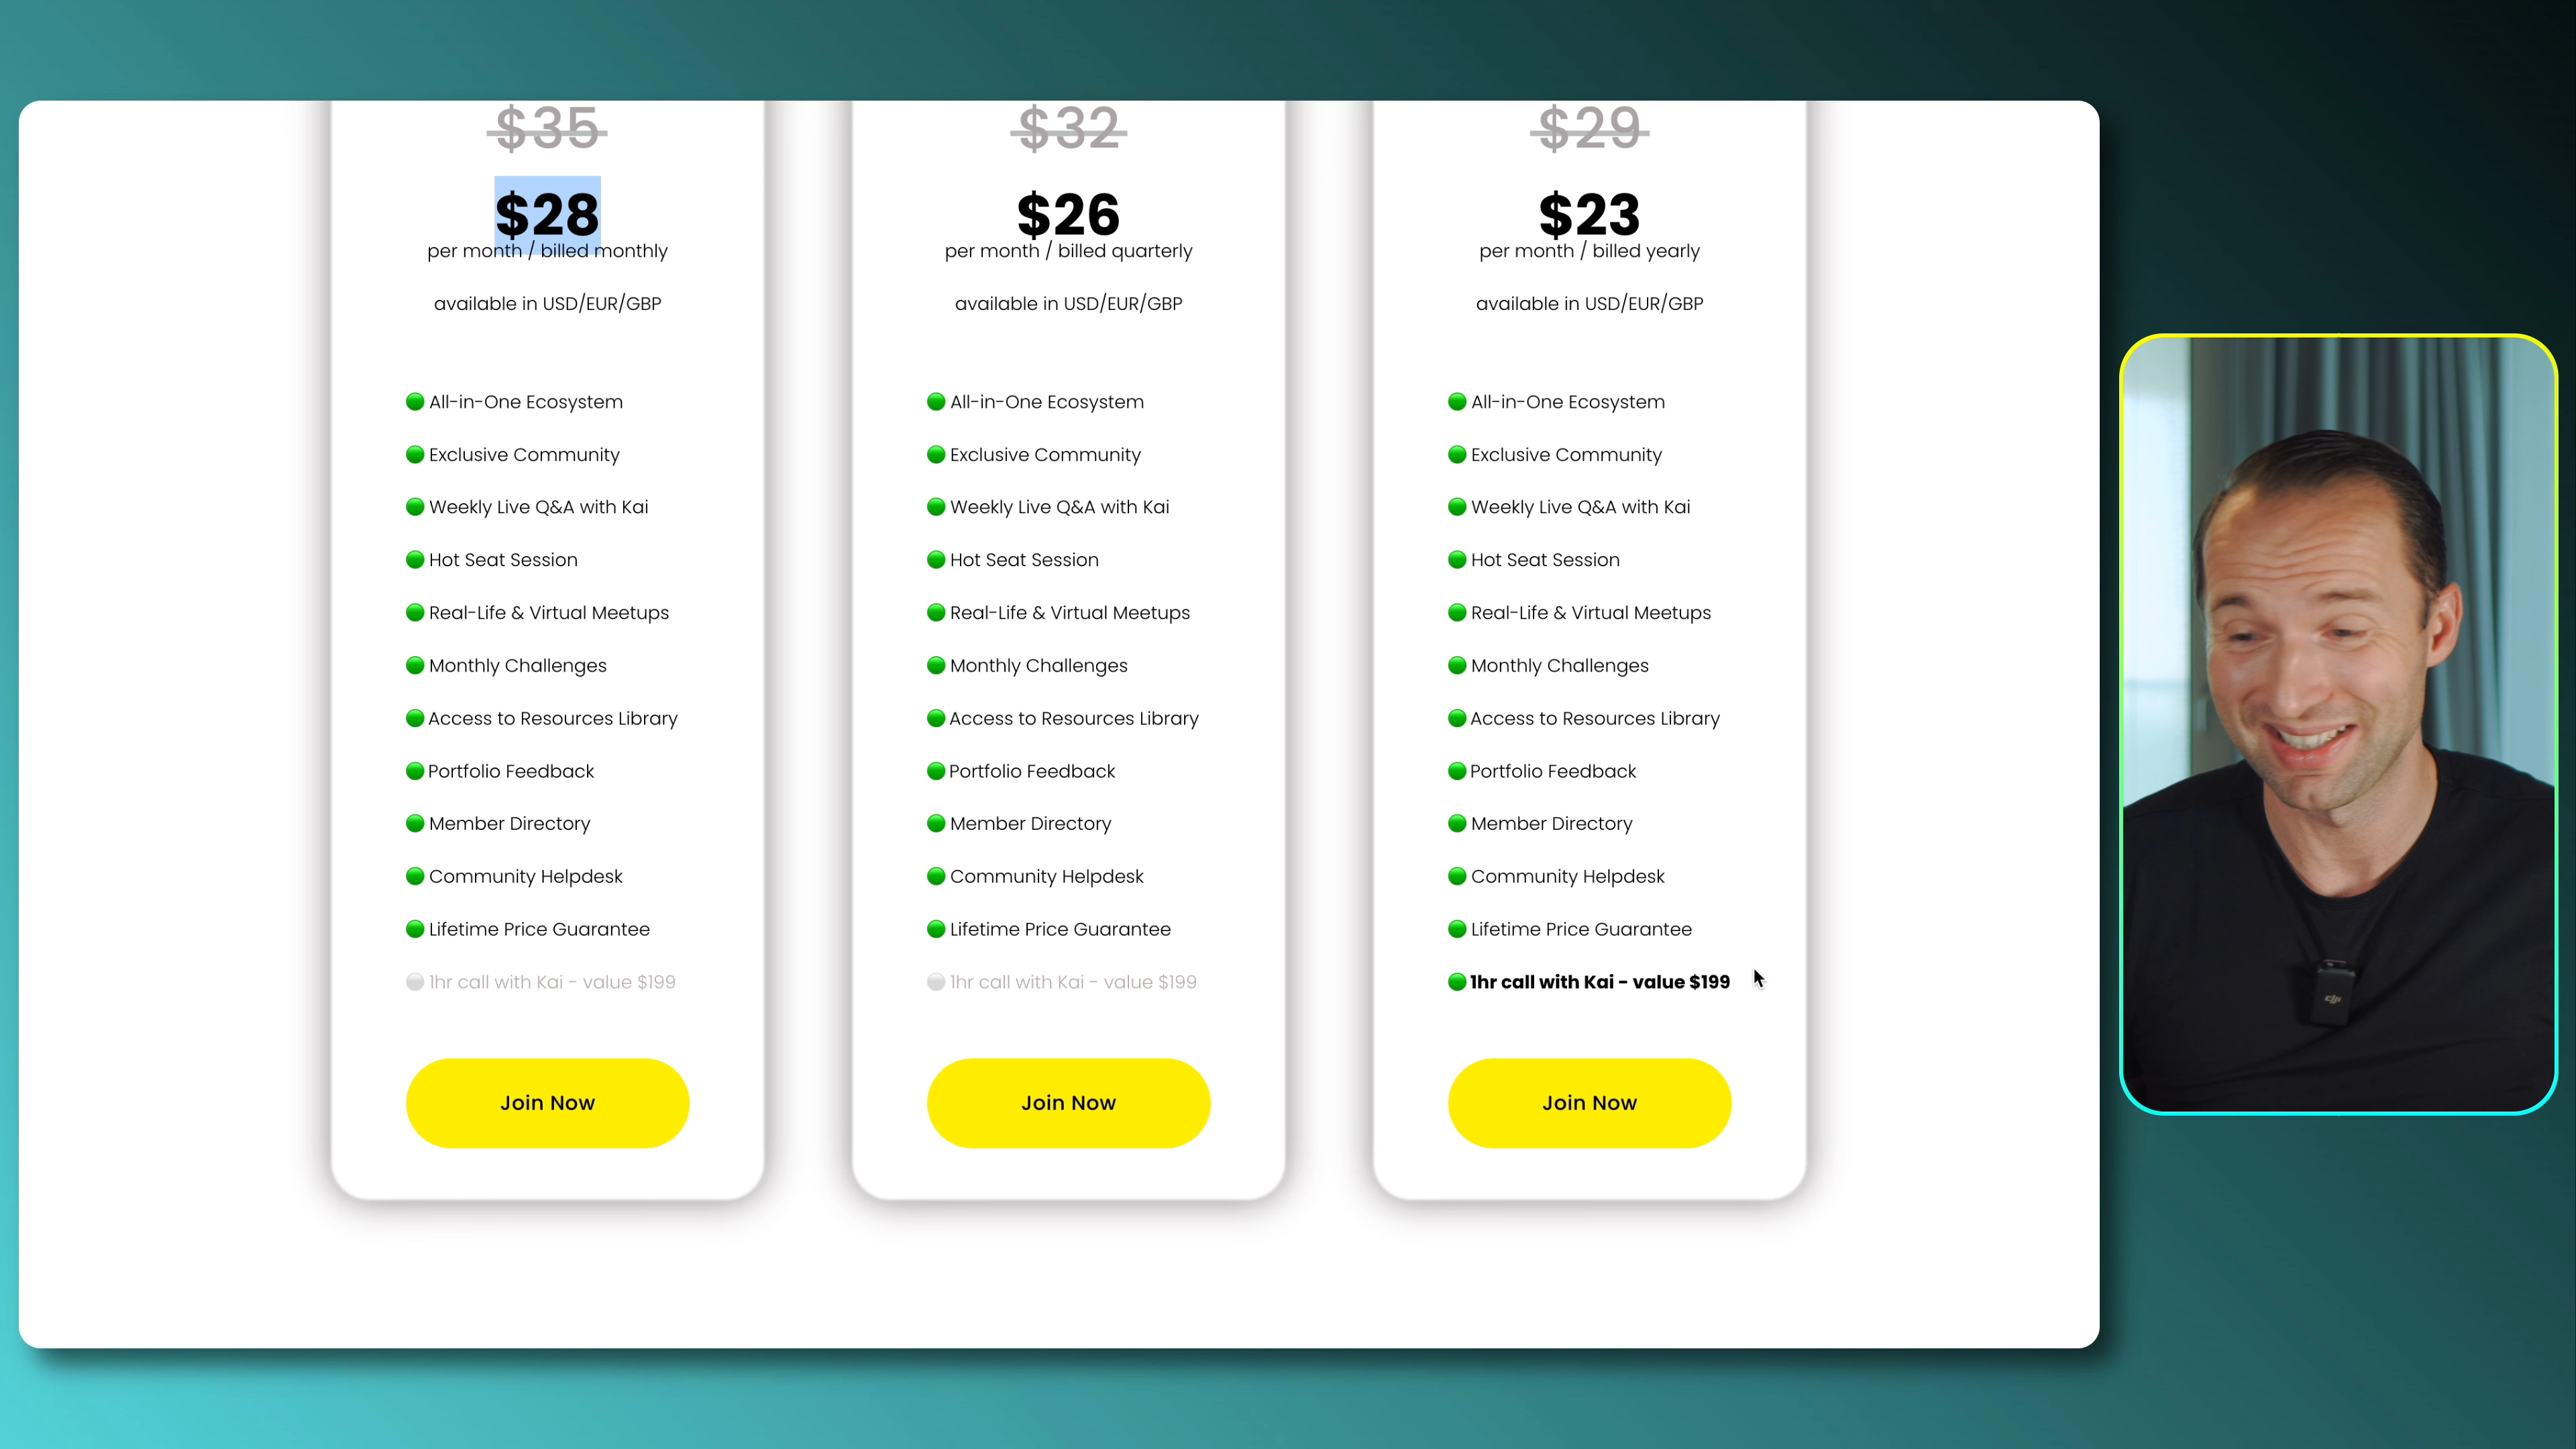 $35
$28
per month / billed monthly
available in USD/EUR/GBP
All-in-One Ecosystem
Exclusive Community
Weekly Live Q&A with Kai
Hot Seat Session
Real-Life & Virtual Meetups
Monthly Challenges
Access to Resources Library
Portfolio Feedback
Member Directory
Community Helpdesk
Lifetime Price Guarantee
1hr call with Kai - value $199
Join Now
$32
$26
per month / billed quarterly
available in USD/EUR/GBP
All-in-One Ecosystem
Exclusive Community
Weekly Live Q&A with Kai
Hot Seat Session
Real-Life & Virtual Meetups
Monthly Challenges
Access to Resources Library
Portfolio Feedback
Member Directory
Community Helpdesk
Lifetime Price Guarantee
1hr call with Kai - value $199
Join Now
$29
$23
per month / billed yearly
available in USD/EUR/GBP
All-in-One Ecosystem
Exclusive Community
Weekly Live Q&A with Kai
Hot Seat Session
Real-Life & Virtual Meetups
Monthly Challenges
Access to Resources Library
Portfolio Feedback
Member Directory
Community Helpdesk
Lifetime Price Guarantee
1hr call with Kai - value $199
Join Now
dji